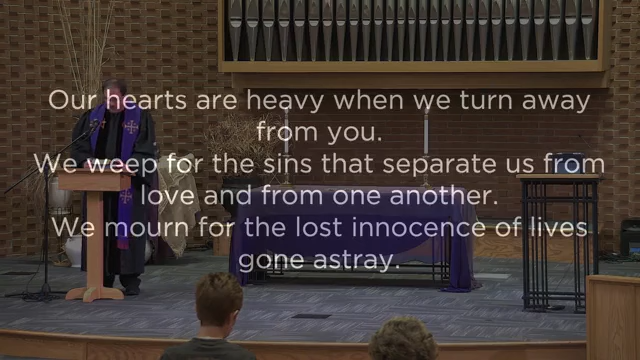 Our hearts are heavy when we turn away
from you.
We weep for the sins that separate us from
love and from one another.
We mourn for the lost innocence of lives
gone astray.